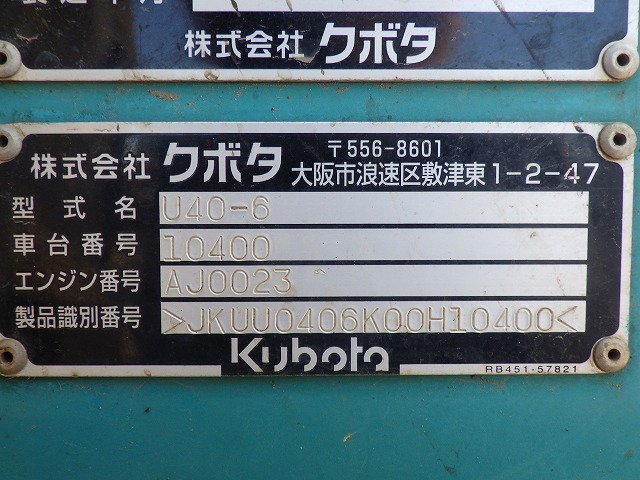 株式会社 クボタ
株式会社 クボタ
〒556-8601
大阪市浪速区敷津東1-2-47
型式名 U40-6
車台番号 10400
エンジン番号 AJ0023
製品識別番号 >JKUU0406K00H10400<
Kubota
RB451-57821